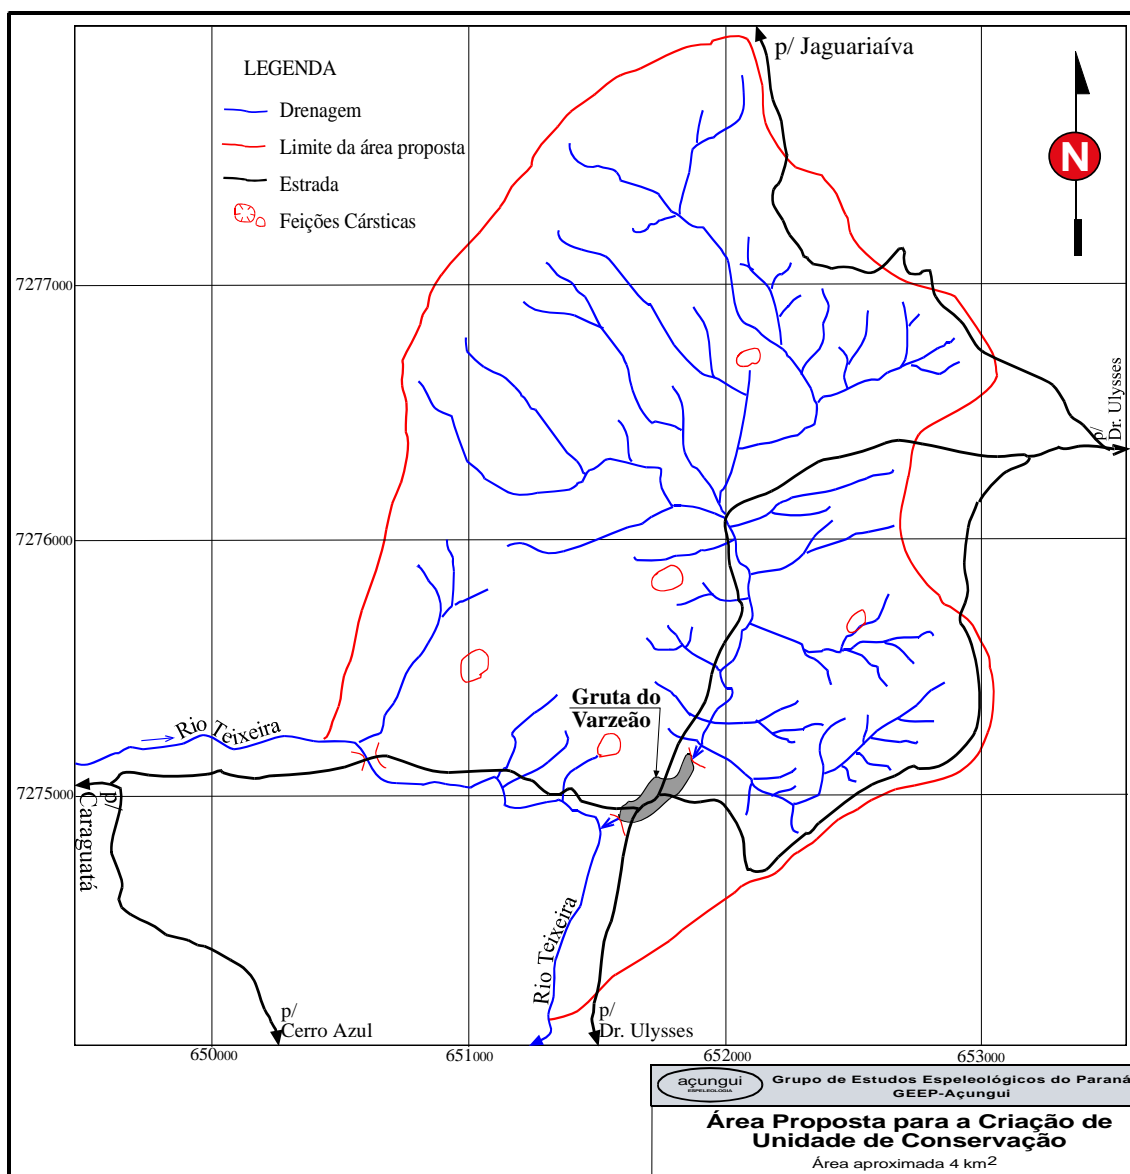 p/ Jaguariaíva
LEGENDA
Drenagem
Limite da área proposta
Estrada
Feições Cársticas
N
7277000
7276000
7275000
p/
Dr. Ulysses
Gruta do
Varzeão
Rio Teixeira
p/
Caraguatá
Rio Teixeira
p/
Cerro Azul
p/
Dr. Ulysses
650000
651000
652000
653000
açungui
ESPELEOLOGIA
Grupo de Estudos Espeleológicos do Paraná
GEEP-Açungui
Área Proposta para a Criação de
Unidade de Conservação
Área aproximada 4 km2